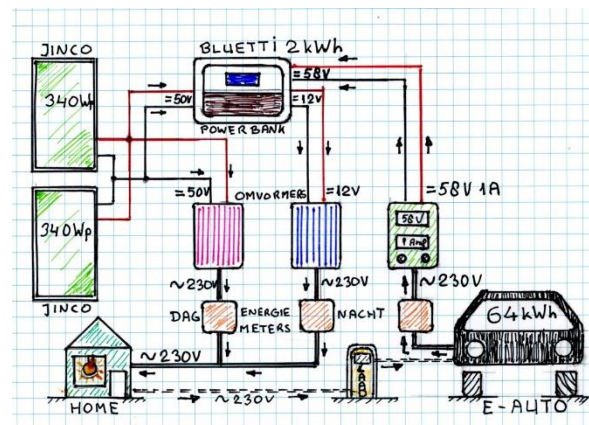 JINCO
BLUETTI 2kWh
340Wp
=50V
=58V
=12V
POWER BANK
340Wp
JINCO
=50V
OMVORMERS
=12V
=58V 1A
58V
1 Amp
~230V
~230V
~230V
DAG
ENERGIE
METERS
NACHT
64kWh
~230V
LAAD
HOME
~230V
E-AUTO